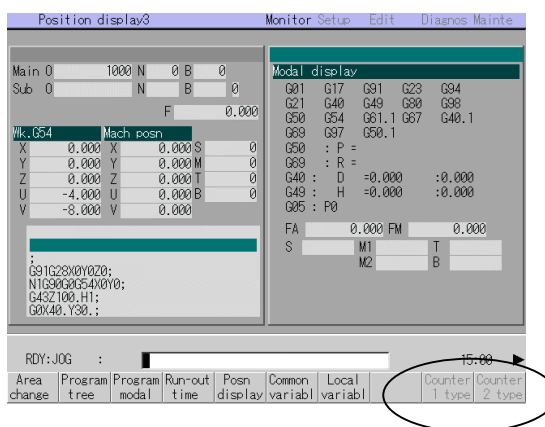 Position display3 Monitor Setup Edit Diagnos Mainte
Main O 1000 N 0 B 0
Sub O N B 0
F 0.000
Wk.G54 Mach posn
X 0.000 X 0.000 S 0
Y 0.000 Y 0.000 M 0
Z 0.000 Z 0.000 T 0
U -4.000 U 0.000 B 0
V -8.000 V 0.000
;
G91G28X0Y0Z0;
N1G90G0G54X0Y0;
G43Z100.H1;
G0X40.Y30.;
Modal display
G01 G17 G91 G23 G94
G21 G40 G49 G80 G98
G50 G54 G61.1 G67 G40.1
G69 G97 G50.1
G50 : P =
G69 : R =
G40 : D =0.000 :0.000
G49 : H =0.000 :0.000
G05 : P0
FA 0.000 FM 0.000
S M1 T
M2 B
RDY:JOG : 15:00
Area change Program tree Program modal Run-out time Posn display Common variabl Local variabl Counter 1 type Counter 2 type